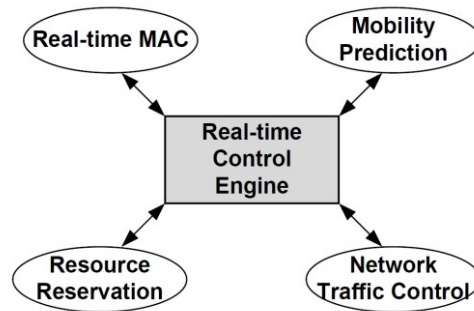 Real-time MAC
Mobility
Prediction
Real-time
Control
Engine
Resource
Reservation
Network
Traffic Control